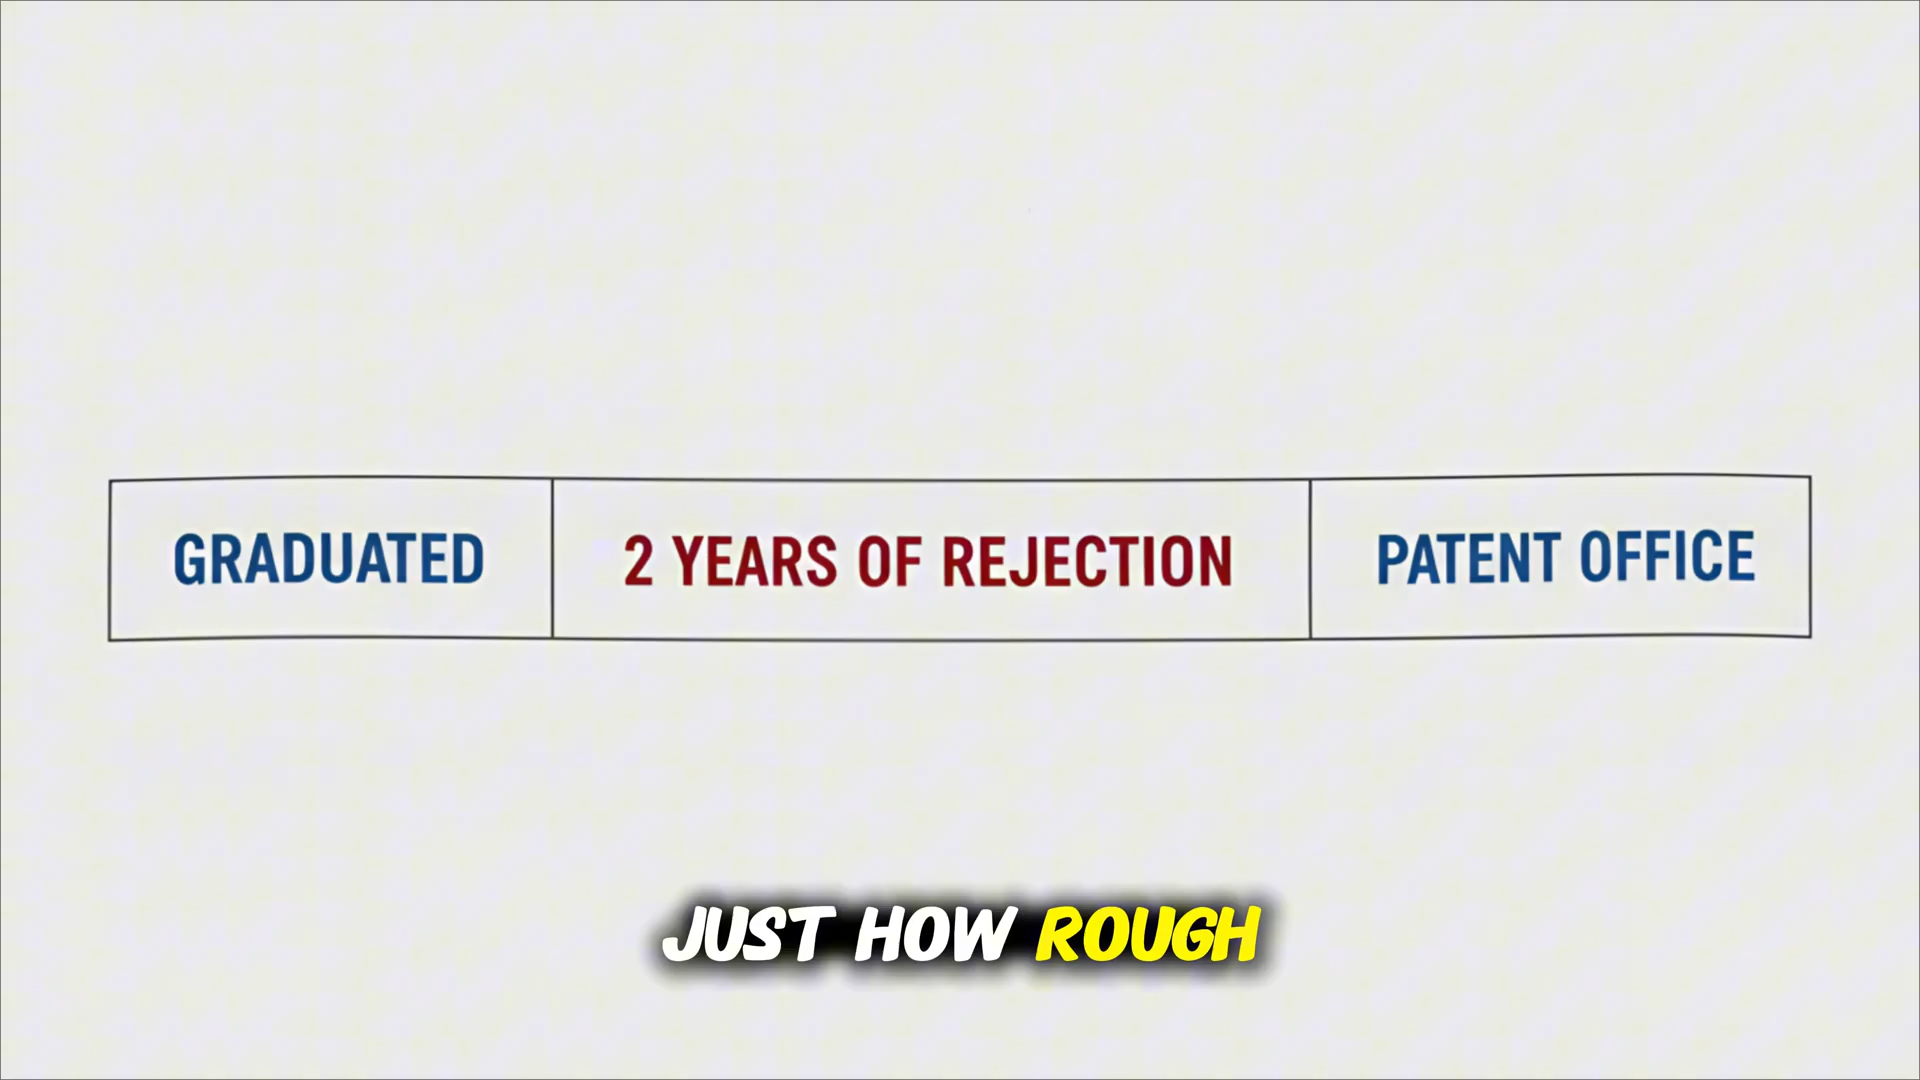 GRADUATED 2 YEARS OF REJECTION PATENT OFFICE
JUST HOW ROUGH